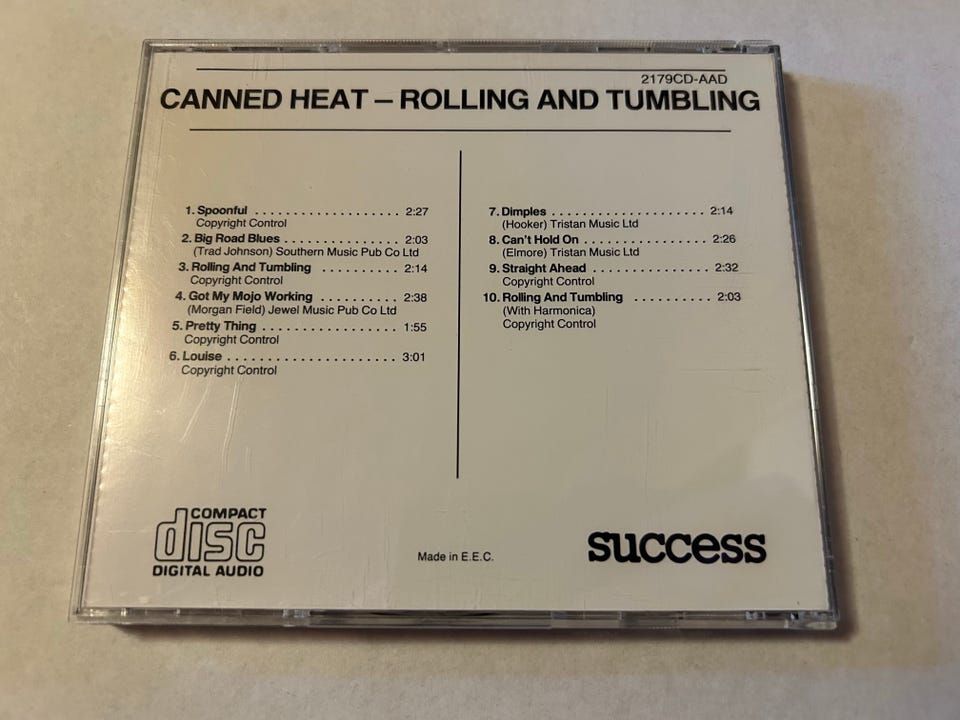 2179CD-AAD
CANNED HEAT – ROLLING AND TUMBLING
1. Spoonful . . . . . . . . . . . . . . . . . . . 2:27
Copyright Control
2. Big Road Blues . . . . . . . . . . . . . . . 2:03
(Trad Johnson) Southern Music Pub Co Ltd
3. Rolling And Tumbling . . . . . . . . . . 2:14
Copyright Control
4. Got My Mojo Working . . . . . . . . . . 2:38
(Morgan Field) Jewel Music Pub Co Ltd
5. Pretty Thing . . . . . . . . . . . . . . . . . 1:55
Copyright Control
6. Louise . . . . . . . . . . . . . . . . . . . . . 3:01
Copyright Control
7. Dimples . . . . . . . . . . . . . . . . . . . . 2:14
(Hooker) Tristan Music Ltd
8. Can't Hold On . . . . . . . . . . . . . . . . 2:26
(Elmore) Tristan Music Ltd
9. Straight Ahead . . . . . . . . . . . . . . . 2:32
Copyright Control
10. Rolling And Tumbling . . . . . . . . . . 2:03
(With Harmonica)
Copyright Control
COMPACT
disc
DIGITAL AUDIO
Made in E.E.C.
success